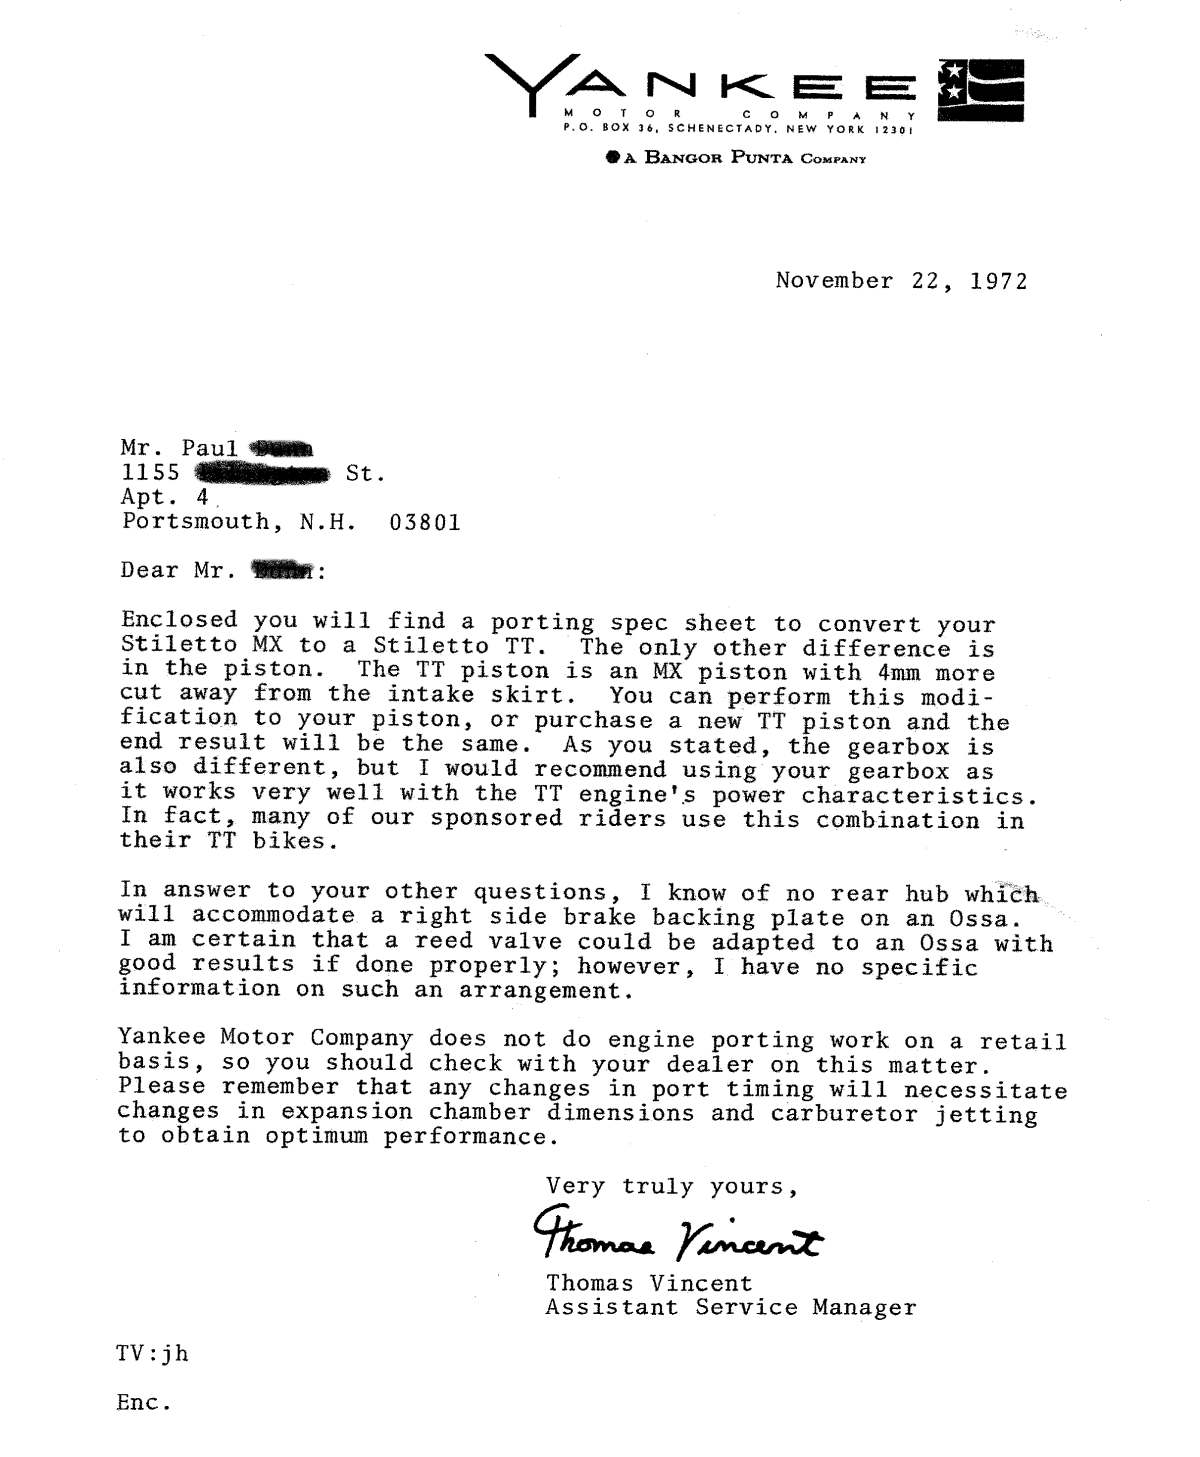 YANKEE
MOTOR COMPANY
P.O. BOX 36, SCHENECTADY, NEW YORK 12301
A BANGOR PUNTA COMPANY
November 22, 1972
Mr. Paul
1155 St.
Apt. 4
Portsmouth, N.H. 03801
Dear Mr. :
Enclosed you will find a porting spec sheet to convert your
Stiletto MX to a Stiletto TT. The only other difference is
in the piston. The TT piston is an MX piston with 4mm more
cut away from the intake skirt. You can perform this modi-
fication to your piston, or purchase a new TT piston and the
end result will be the same. As you stated, the gearbox is
also different, but I would recommend using your gearbox as
it works very well with the TT engine's power characteristics.
In fact, many of our sponsored riders use this combination in
their TT bikes.
In answer to your other questions, I know of no rear hub which
will accommodate a right side brake backing plate on an Ossa.
I am certain that a reed valve could be adapted to an Ossa with
good results if done properly; however, I have no specific
information on such an arrangement.
Yankee Motor Company does not do engine porting work on a retail
basis, so you should check with your dealer on this matter.
Please remember that any changes in port timing will necessitate
changes in expansion chamber dimensions and carburetor jetting
to obtain optimum performance.
Very truly yours,
Thomas Vincent
Thomas Vincent
Assistant Service Manager
TV:jh
Enc.